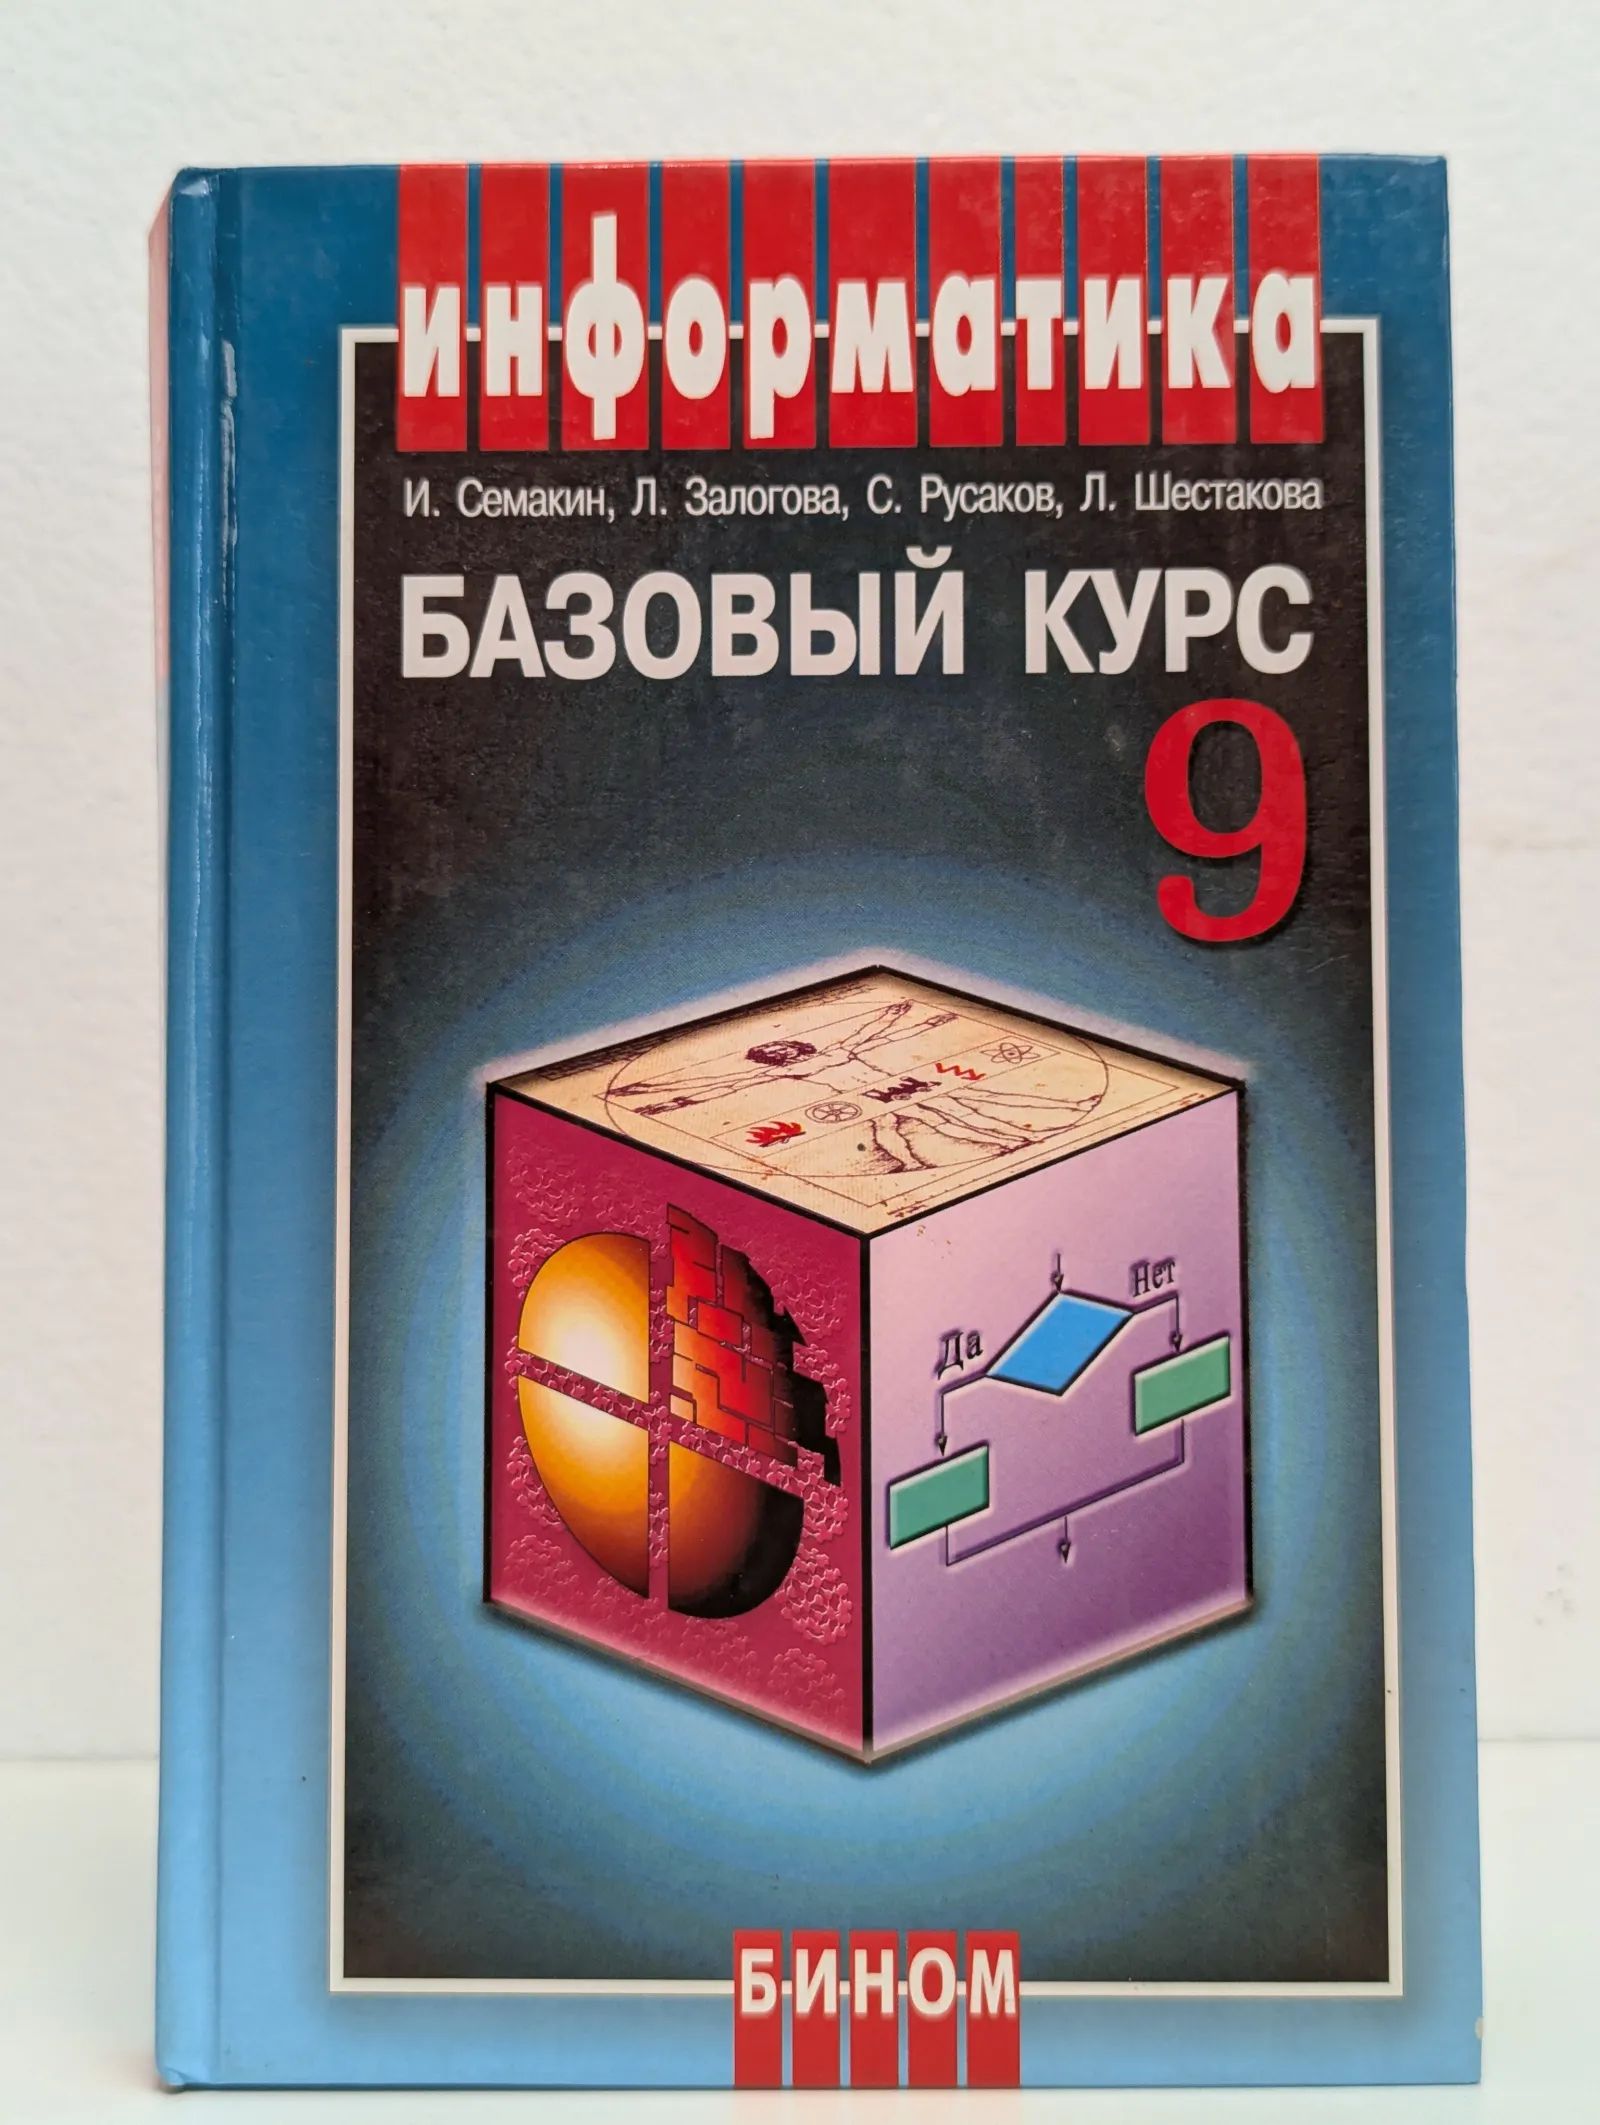 информатика
И. Семакин, Л. Залогова, С. Русаков, Л. Шестакова
БАЗОВЫЙ КУРС
9
Нет
Да
БИНОМ